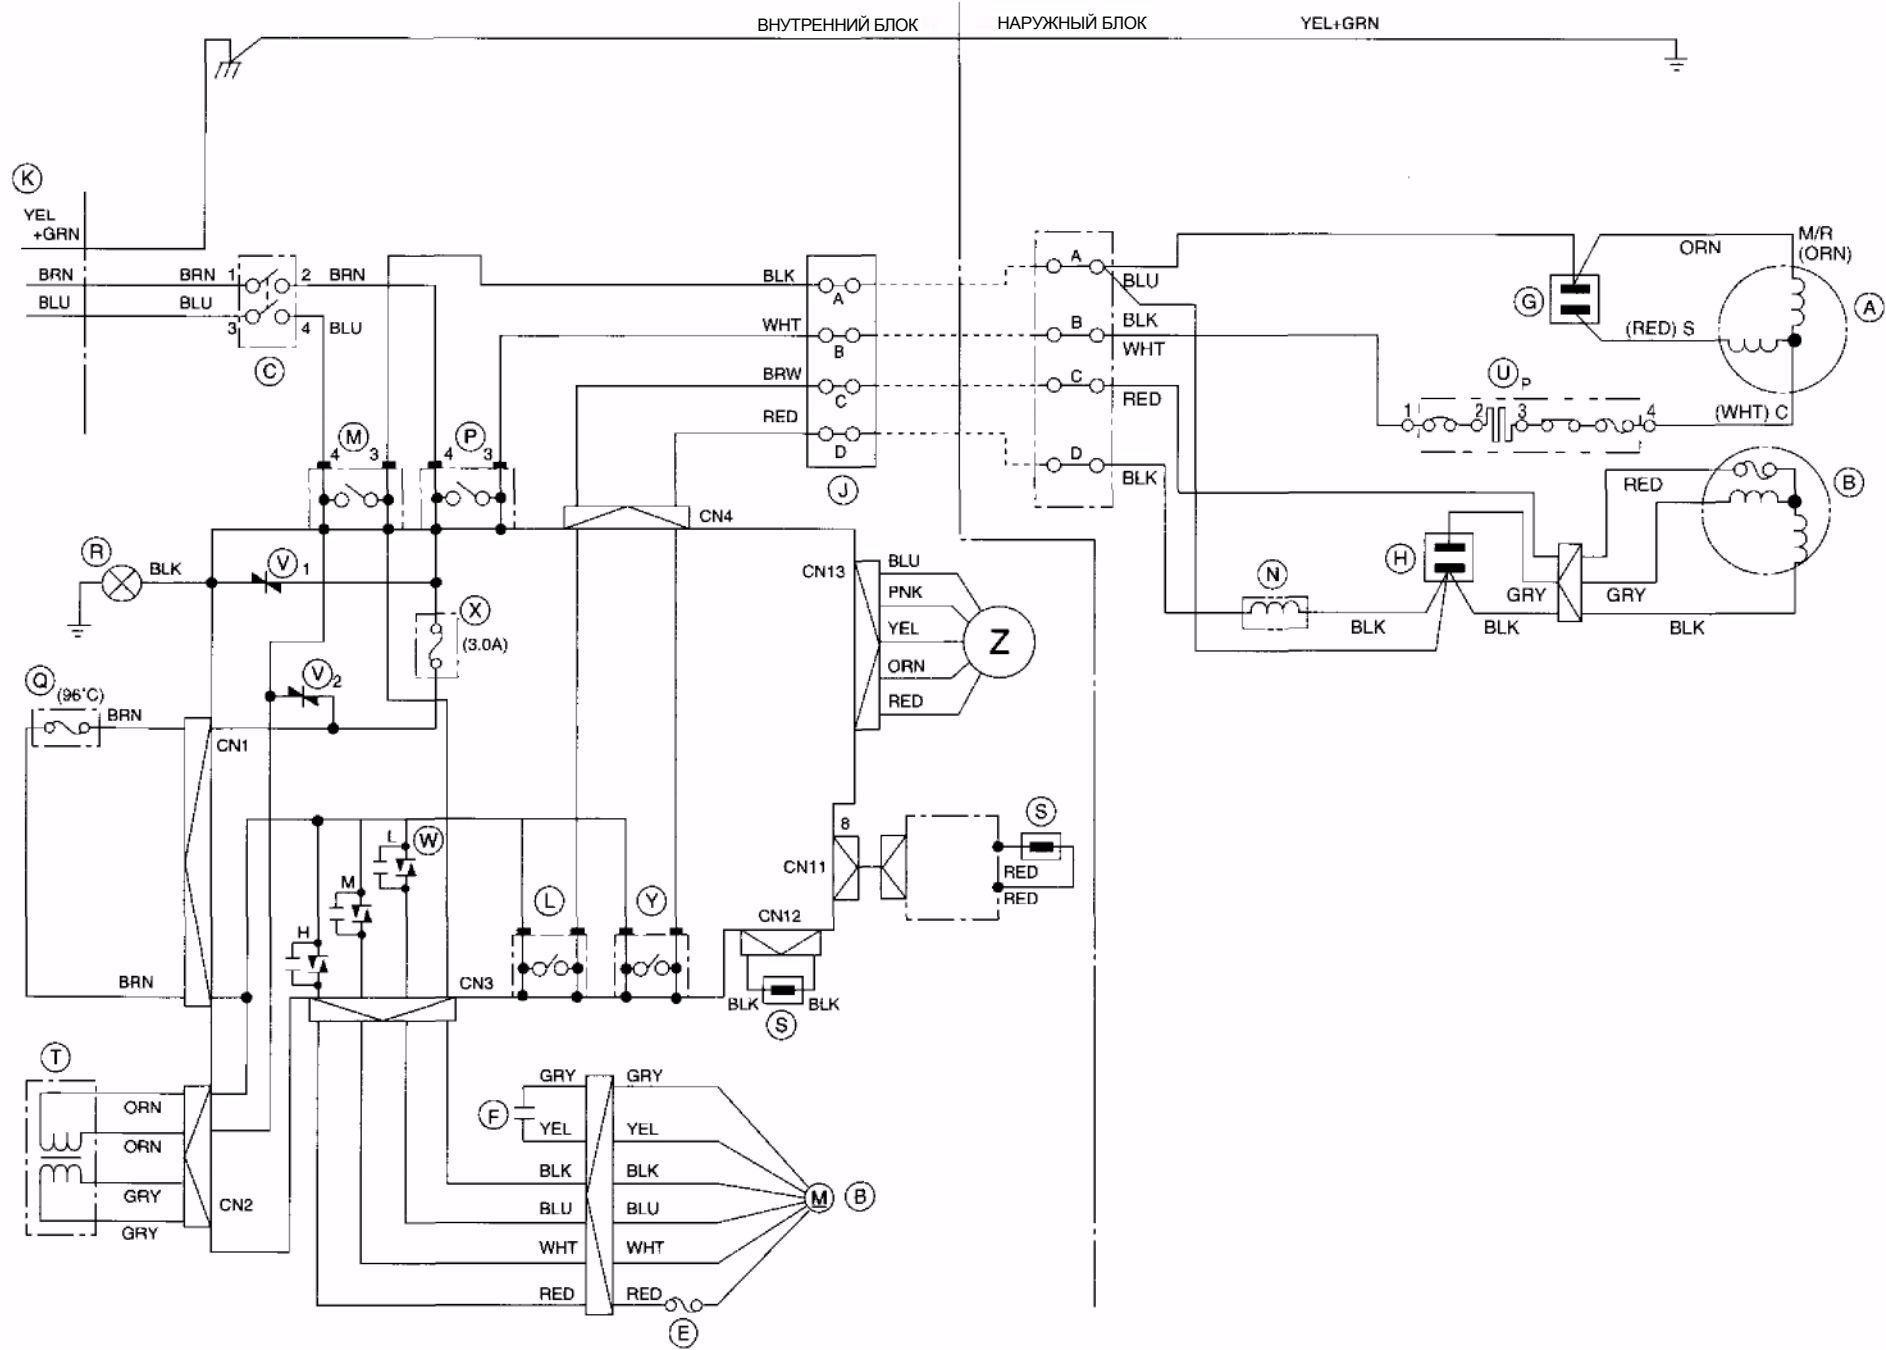 ВНУТРЕННИЙ БЛОК
НАРУЖНЫЙ БЛОК
YEL+GRN
K
YEL
+GRN
BRN
BRN 1
2 BRN
BLU
BLU
3
4
BLU
C
BLK
A
WHT
B
BRW
C
RED
D
J
A
BLU
B
BLK
WHT
C
RED
D
BLK
ORN
M/R
(ORN)
G
A
(RED) S
U P
1
2
3
4
(WHT) C
RED
B
H
N
GRY
GRY
BLK
BLK
BLK
M
4
3
P
4
3
CN4
R
BLK
V 1
X
(3.0A)
CN13
BLU
PNK
YEL
ORN
RED
Z
Q
(96°C)
BRN
V 2
CN1
L
W
M
H
L
Y
8
CN11
S
RED
RED
CN12
BLK
BLK
S
BRN
CN3
T
ORN
ORN
GRY
GRY
CN2
F
GRY
GRY
YEL
YEL
BLK
BLK
BLU
BLU
WHT
WHT
RED
RED
M
B
E